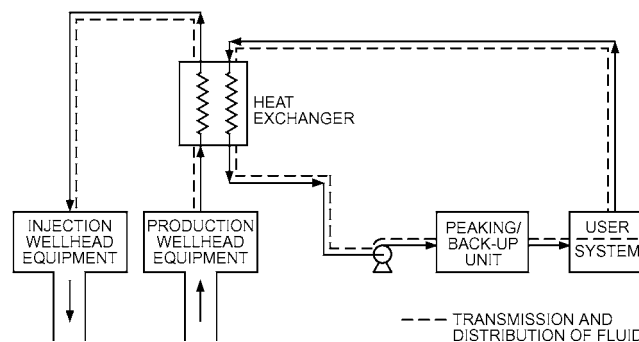 HEAT
EXCHANGER
INJECTION
WELLHEAD
EQUIPMENT
PRODUCTION
WELLHEAD
EQUIPMENT
PEAKING/
BACK-UP
UNIT
USER
SYSTEM
TRANSMISSION AND
DISTRIBUTION OF FLUID